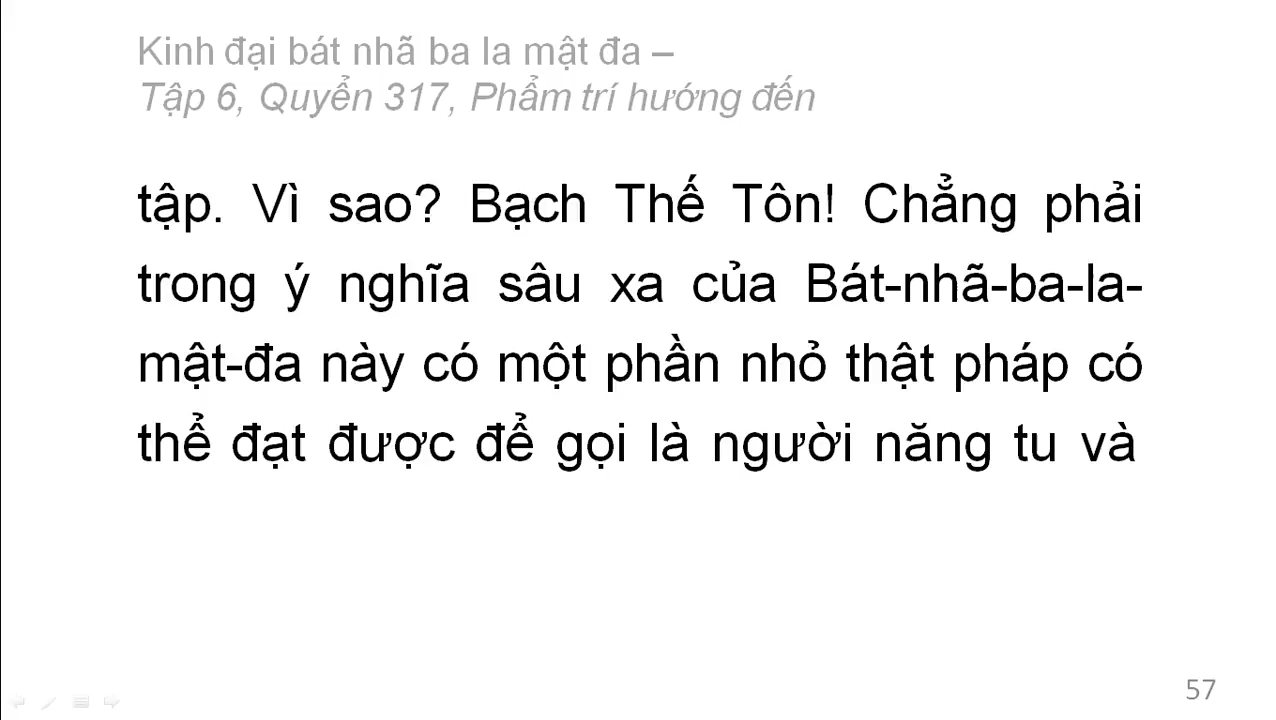 Kinh đại bát nhã ba la mật đa –
Tập 6, Quyển 317, Phẩm trí hướng đến
tập. Vì sao? Bạch Thế Tôn! Chẳng phải
trong ý nghĩa sâu xa của Bát-nhã-ba-la-
mật-đa này có một phần nhỏ thật pháp có
thể đạt được để gọi là người năng tu và
57